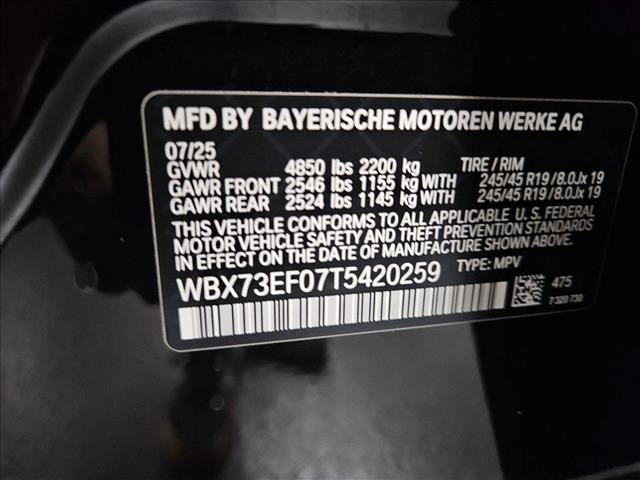 MFD BY BAYERISCHE MOTOREN WERKE AG
07/25
GVWR 4850 lbs 2200 kg TIRE / RIM
GAWR FRONT 2546 lbs 1155 kg WITH 245/45 R19/8.0Jx 19
GAWR REAR 2524 lbs 1145 kg WITH 245/45 R19/8.0Jx 19
THIS VEHICLE CONFORMS TO ALL APPLICABLE U.S. FEDERAL
MOTOR VEHICLE SAFETY AND THEFT PREVENTION STANDARDS
IN EFFECT ON THE DATE OF MANUFACTURE SHOWN ABOVE.
WBX73EF07T5420259 TYPE: MPV
475
7 320 730